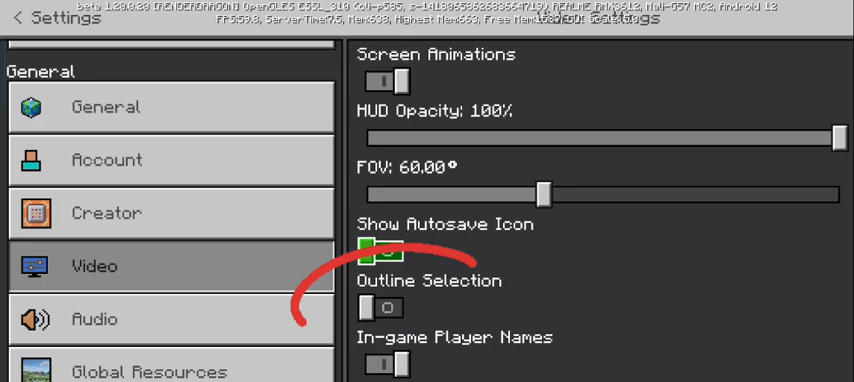 < Settings
General
General
Account
Creator
Video
Audio
Global Resources
Screen Animations
HUD Opacity: 100%
FOV: 60.00°
Show Autosave Icon
Outline Selection
In-game Player Names